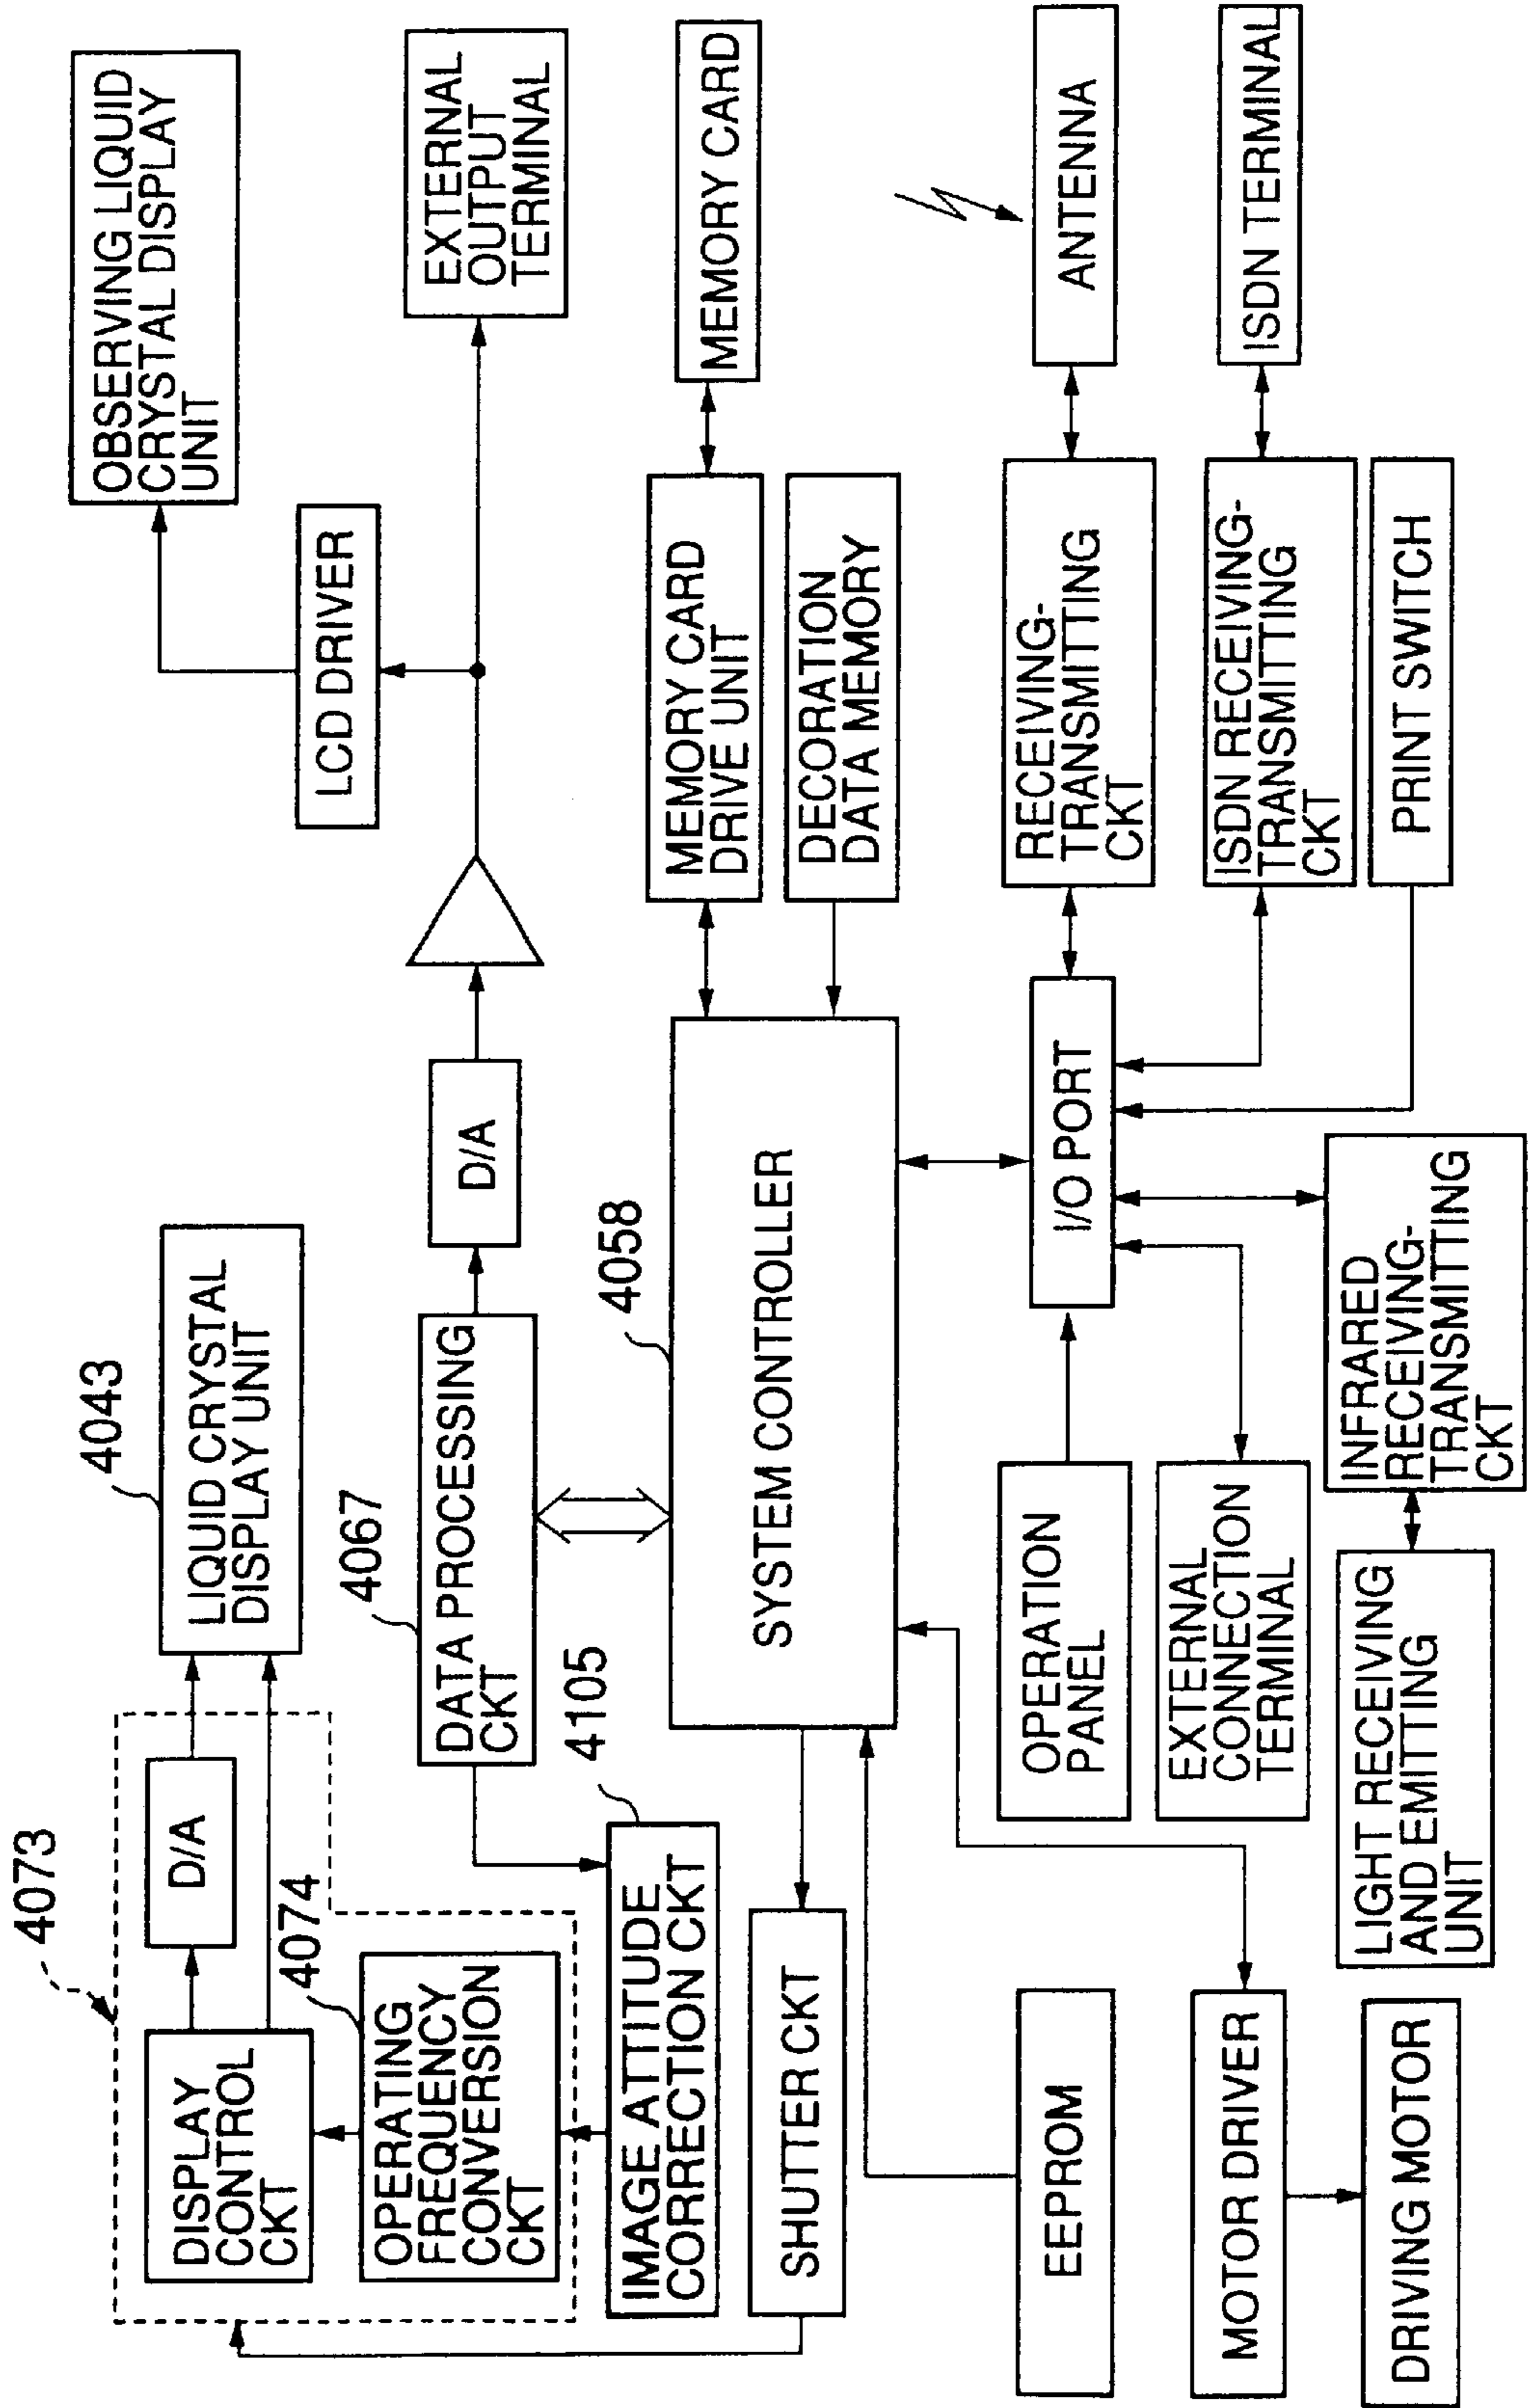 4073
DISPLAY
CONTROL
CKT
D/A
4043
LIQUID CRYSTAL
DISPLAY UNIT
OBSERVING LIQUID
CRYSTAL DISPLAY
UNIT
4074
OPERATING
FREQUENCY
CONVERSION
CKT
4067
DATA PROCESSING
CKT
D/A
LCD DRIVER
EXTERNAL
OUTPUT
TERMINAL
4105
IMAGE ATTITUDE
CORRECTION CKT
4058
SYSTEM CONTROLLER
MEMORY CARD
DRIVE UNIT
MEMORY CARD
SHUTTER CKT
DECORATION
DATA MEMORY
EEPROM
OPERATION
PANEL
I/O PORT
RECEIVING-
TRANSMITTING
CKT
ANTENNA
MOTOR DRIVER
EXTERNAL
CONNECTION
TERMINAL
ISDN RECEIVING-
TRANSMITTING
CKT
ISDN TERMINAL
DRIVING MOTOR
LIGHT RECEIVING
AND EMITTING
UNIT
INFRARED
RECEIVING-
TRANSMITTING
CKT
PRINT SWITCH